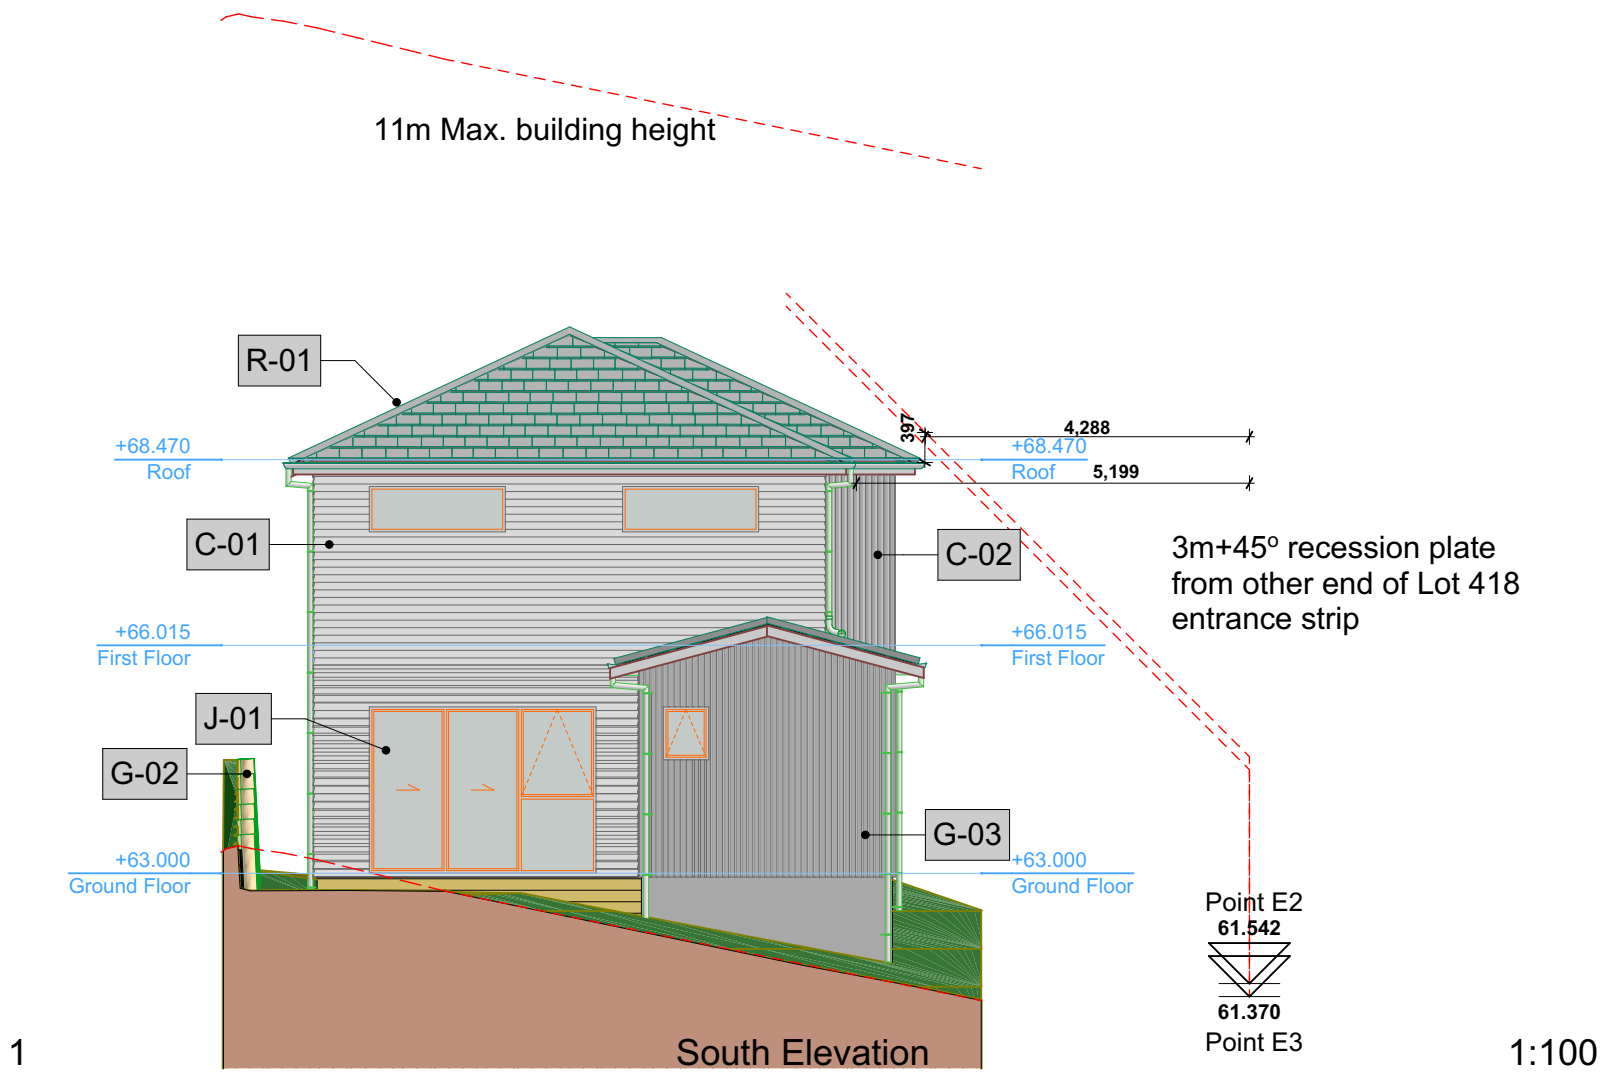 11m Max. building height
R-01
397
4,288
+68.470
Roof
+68.470
Roof
5,199
C-01
C-02
3m+45º recession plate
from other end of Lot 418
entrance strip
+66.015
First Floor
+66.015
First Floor
J-01
G-02
G-03
+63.000
Ground Floor
+63.000
Ground Floor
Point E2
61.542
61.370
Point E3
1
South Elevation
1:100